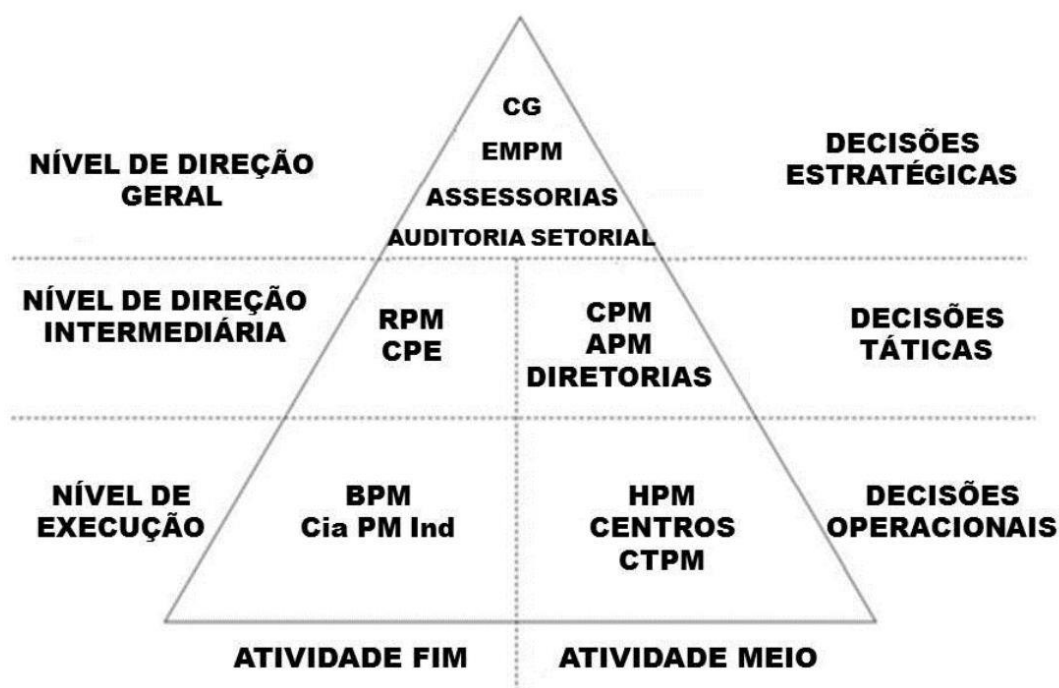 CG
EMPM
ASSESSORIAS
AUDITORIA SETORIAL
NÍVEL DE DIREÇÃO
GERAL
DECISÕES
ESTRATÉGICAS
NÍVEL DE DIREÇÃO
INTERMEDIÁRIA
RPM
CPE
CPM
APM
DIRETORIAS
DECISÕES
TÁTICAS
NÍVEL DE
EXECUÇÃO
BPM
Cia PM Ind
HPM
CENTROS
CTPM
DECISÕES
OPERACIONAIS
ATIVIDADE FIM
ATIVIDADE MEIO